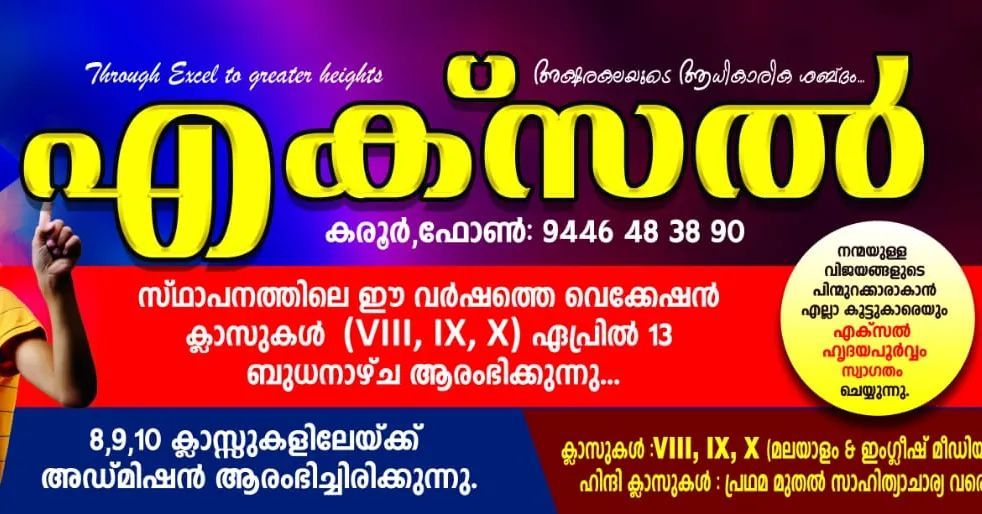 Through Excel to greater heights
അക്ഷരകലയുടെ ആധികാരിക ശബ്ദം...
എക്സൽ
കരൂർ,ഫോൺ: 9446 48 38 90
സ്ഥാപനത്തിലെ ഈ വർഷത്തെ വെക്കേഷൻ
ക്ലാസുകൾ (VIII, IX, X) ഏപ്രിൽ 13
ബുധനാഴ്ച ആരംഭിക്കുന്നു...
നന്മയുള്ള
വിജയങ്ങളുടെ
പിന്മുറക്കാരാകാൻ
എല്ലാ കൂട്ടുകാരെയും
എക്സൽ
ഹൃദയപൂർവ്വം
സ്വാഗതം
ചെയ്യുന്നു.
8,9,10 ക്ലാസ്സുകളിലേയ്ക്ക്
അഡ്മിഷൻ ആരംഭിച്ചിരിക്കുന്നു.
ക്ലാസുകൾ :VIII, IX, X (മലയാളം & ഇംഗ്ലീഷ് മീഡിയ
ഹിന്ദി ക്ലാസുകൾ : പ്രഥമ മുതൽ സാഹിത്യാചാര്യ വരെ